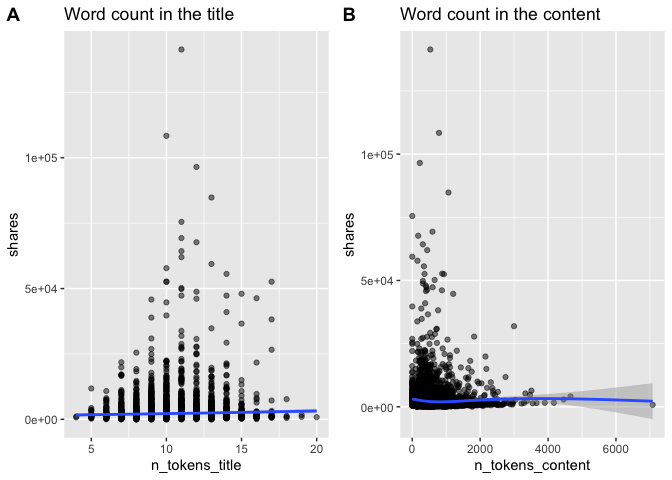 A
Word count in the title
1e+05
5e+04
0e+00
shares
5
10
15
20
n_tokens_title
B
Word count in the content
1e+05
5e+04
0e+00
shares
0
2000
4000
6000
n_tokens_content